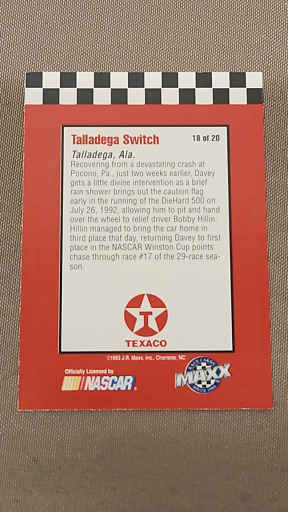 Talladega Switch 18 of 20
Talladega, Ala.
Recovering from a devastating crash at
Pocono, Pa., just two weeks earlier, Davey
gets a little divine intervention as a brief
rain shower brings out the caution flag
early in the running of the DieHard 500 on
July 26, 1992, allowing him to pit and hand
over the wheel to relief driver Bobby Hillin.
Hillin managed to bring the car home in
third place that day, returning Davey to first
place in the NASCAR Winston Cup points
chase through race #17 of the 29-race sea-
son.
T
TEXACO
©1993 J.R. Maxx, Inc., Charlotte, NC
Officially Licensed by
NASCAR
MAXX